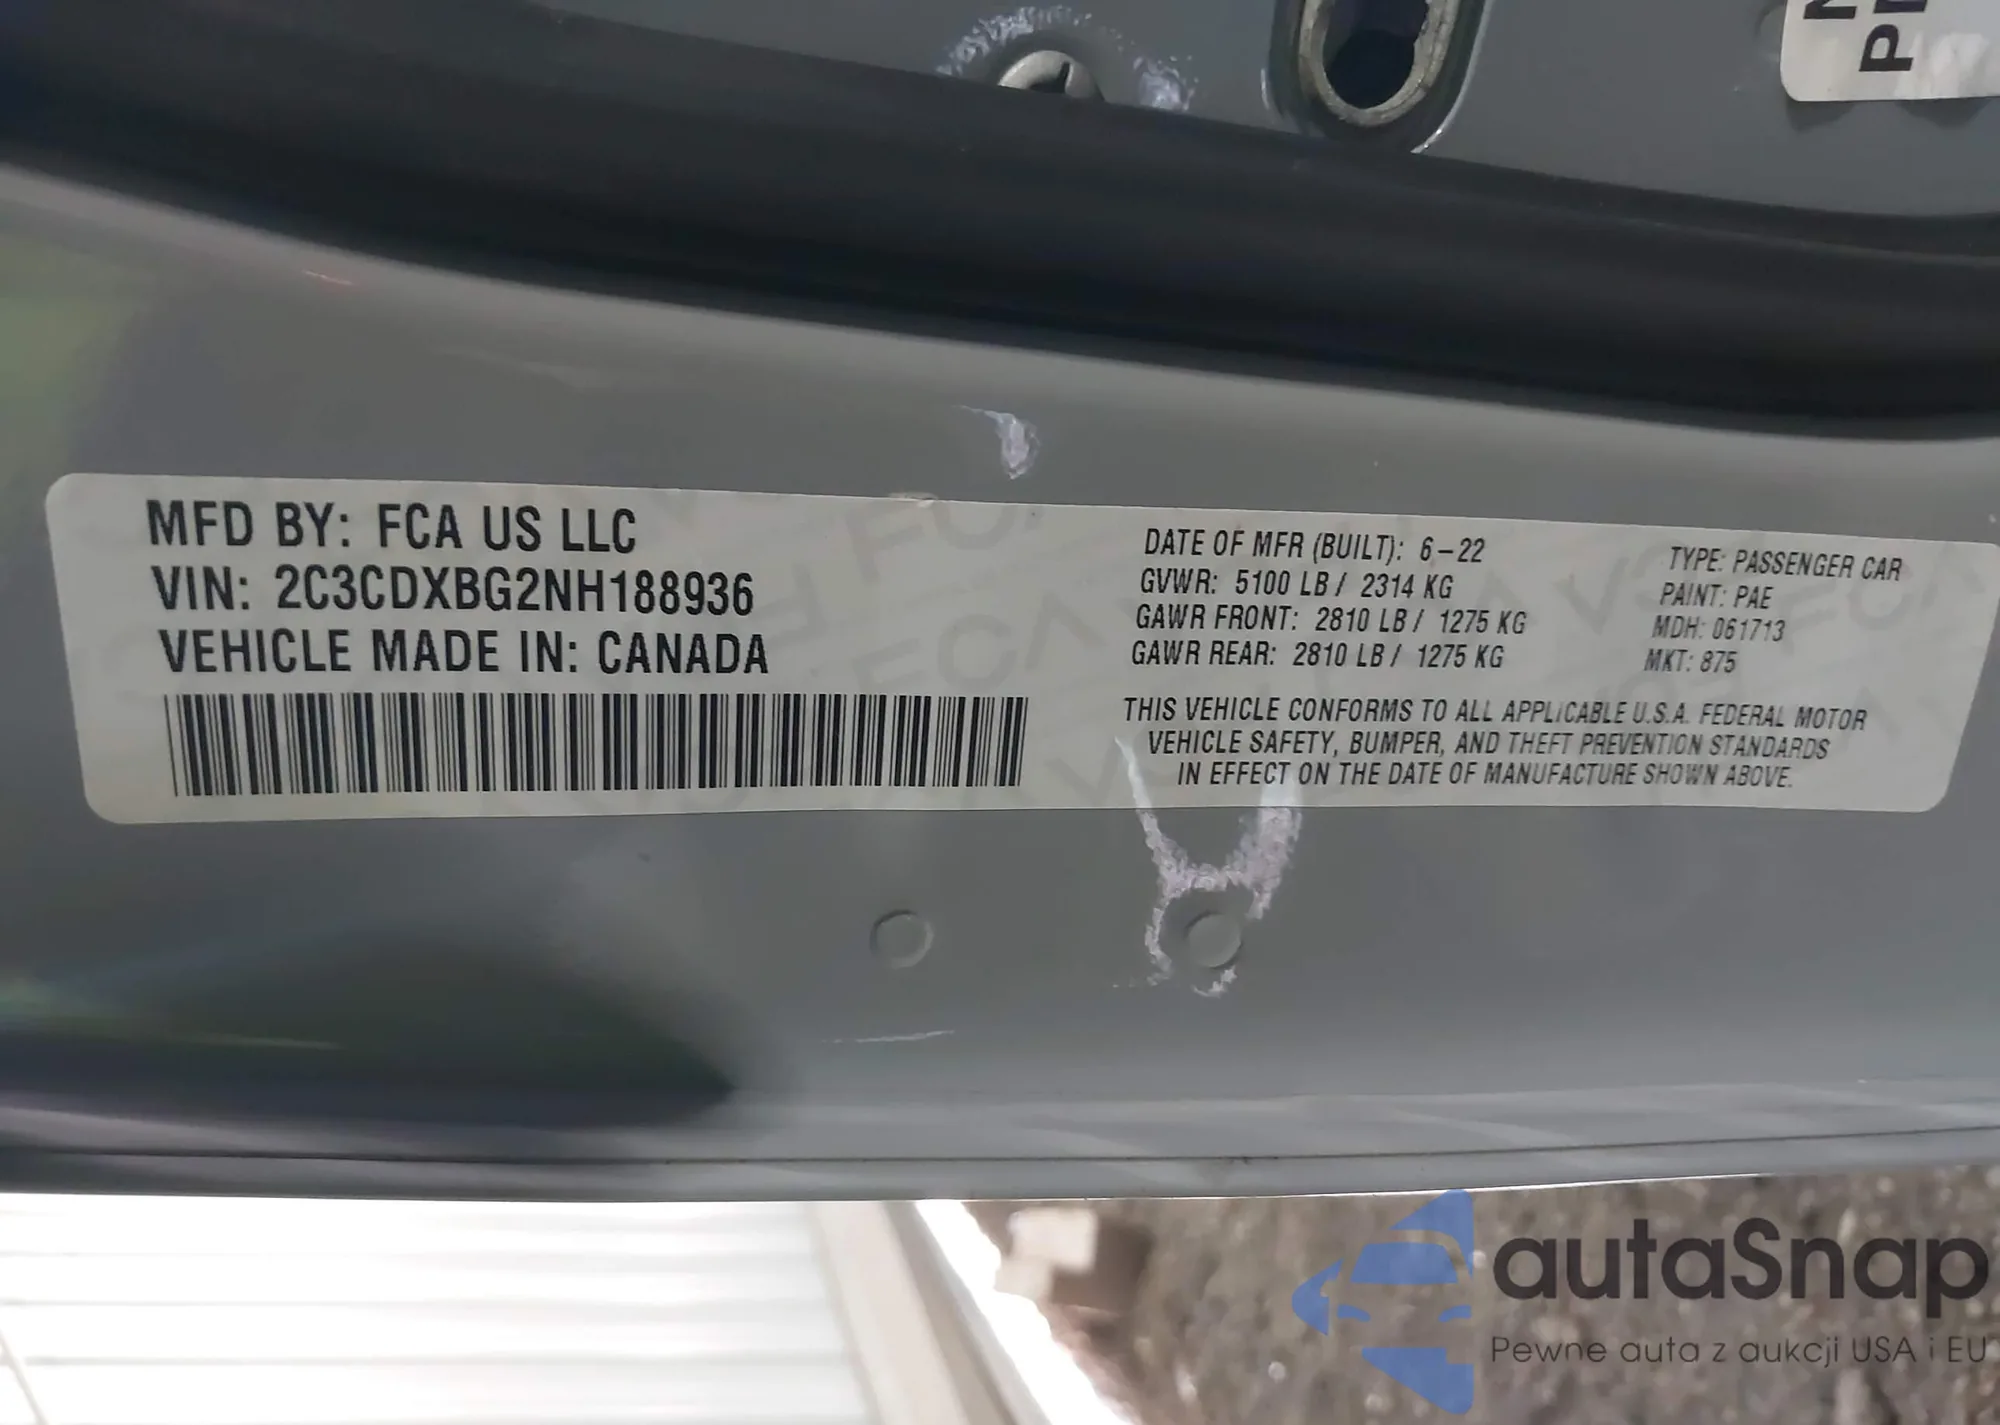 MFD BY: FCA US LLC
VIN: 2C3CDXBG2NH188936
VEHICLE MADE IN: CANADA
DATE OF MFR (BUILT): 6-22
GVWR: 5100 LB / 2314 KG
GAWR FRONT: 2810 LB / 1275 KG
GAWR REAR: 2810 LB / 1275 KG
TYPE: PASSENGER CAR
PAINT: PAE
MDH: 061713
MKT: 875
THIS VEHICLE CONFORMS TO ALL APPLICABLE U.S.A. FEDERAL MOTOR
VEHICLE SAFETY, BUMPER, AND THEFT PREVENTION STANDARDS
IN EFFECT ON THE DATE OF MANUFACTURE SHOWN ABOVE.
autaSnap
Pewne auta z aukcji USA i EU